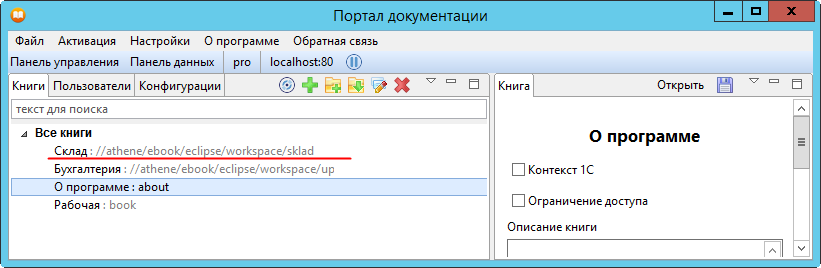 Портал документации
Файл Активация Настройки О программе Обратная связь
Панель управления Панель данных pro localhost:80
Книги Пользователи Конфигурации
текст для поиска
Все книги
Склад : //athene/ebook/eclipse/workspace/sklad
Бухгалтерия : //athene/ebook/eclipse/workspace/up
О программе : about
Рабочая : book
Книга Открыть
О программе
Контекст 1С
Ограничение доступа
Описание книги